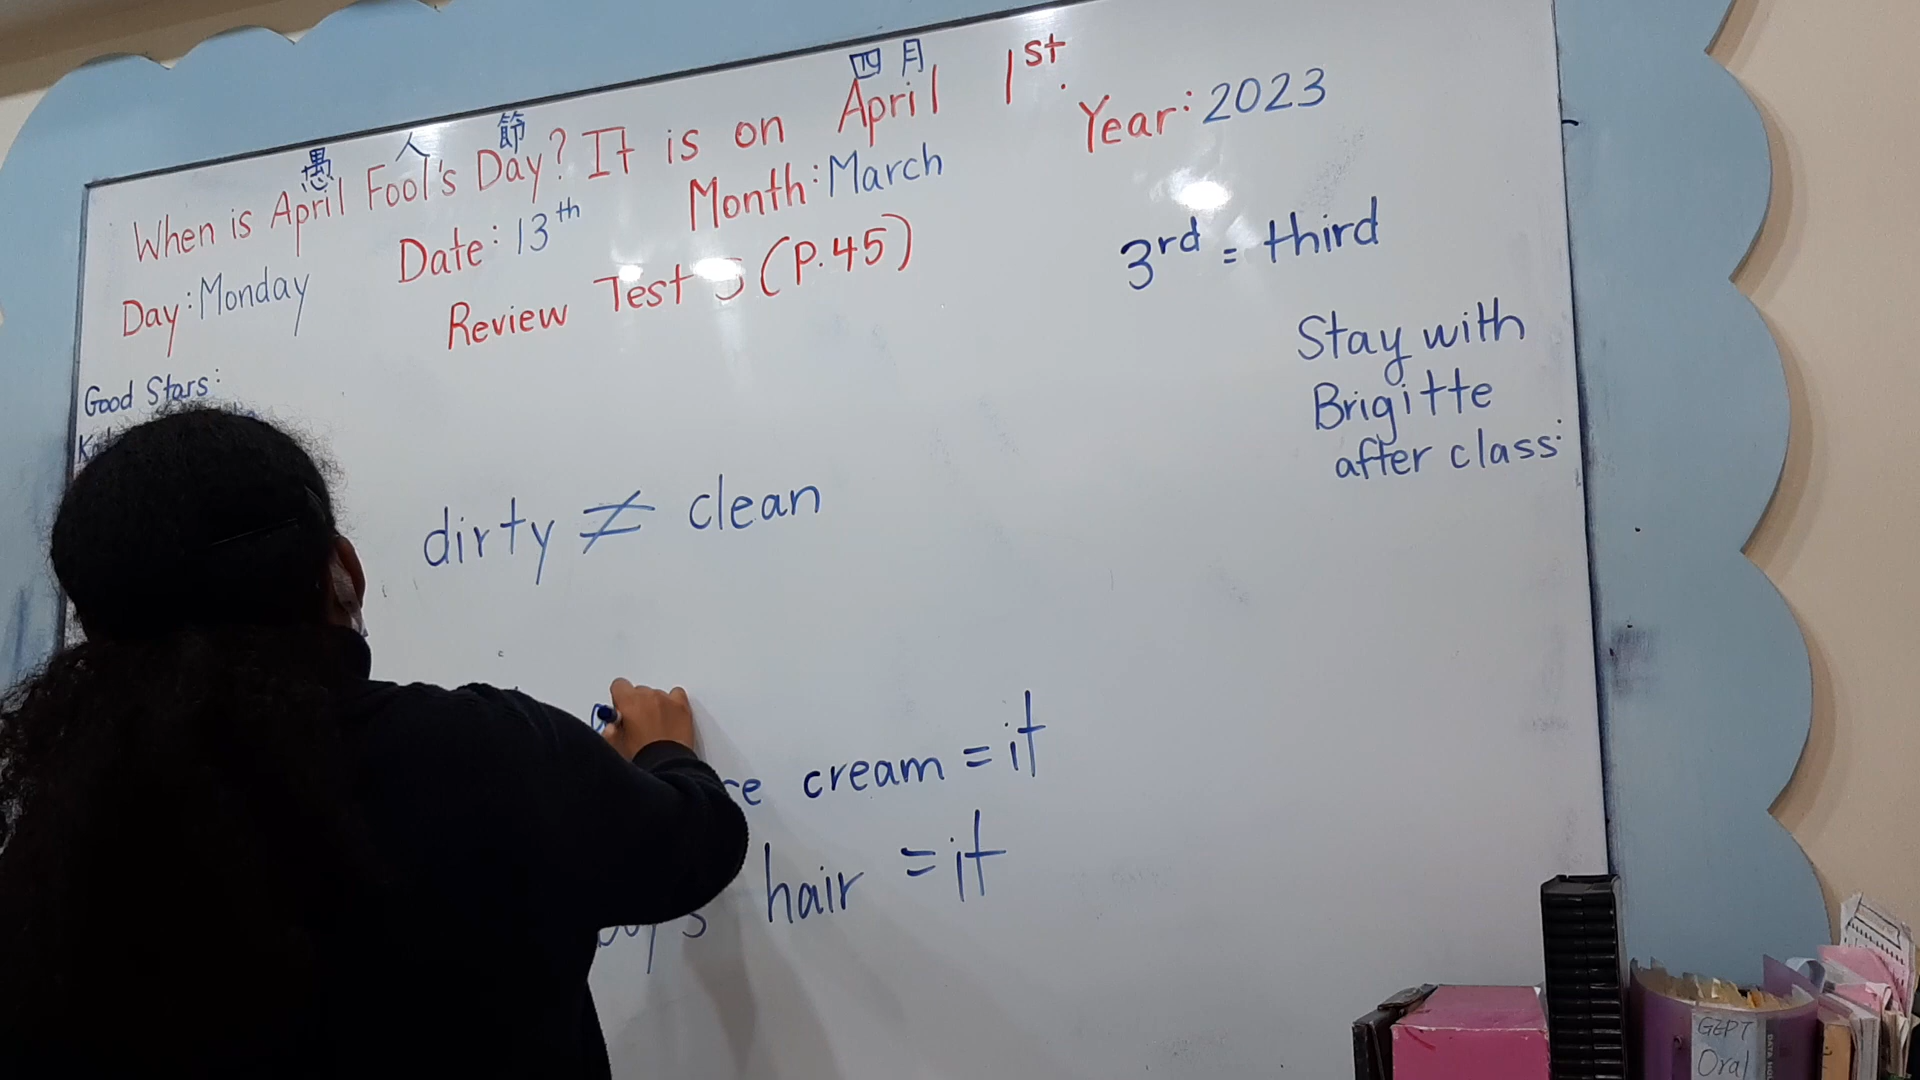 四月
愚人節
When is April Fool's Day? It is on April 1st.
Day: Monday Date: 13th Month: March Year: 2023
Review Test (P.45)
3rd = third
Good Stars:
Stay with
Brigitte
after class:
dirty ≠ clean
cream = it
hair = it
GEPT
Oral